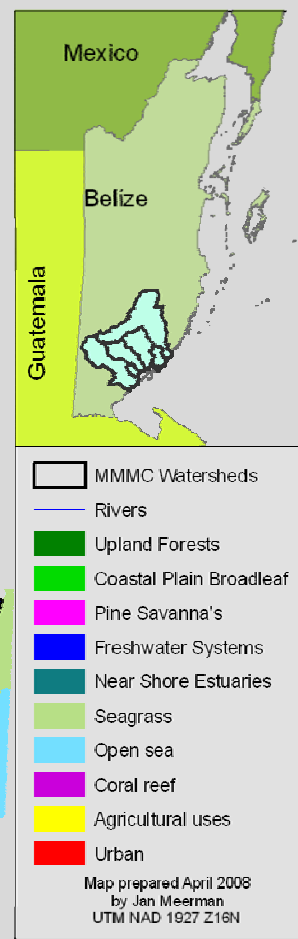 Mexico
Belize
Guatemala
MMMC Watersheds
Rivers
Upland Forests
Coastal Plain Broadleaf
Pine Savanna's
Freshwater Systems
Near Shore Estuaries
Seagrass
Open sea
Coral reef
Agricultural uses
Urban
Map prepared April 2008
by Jan Meerman
UTM NAD 1927 Z16N